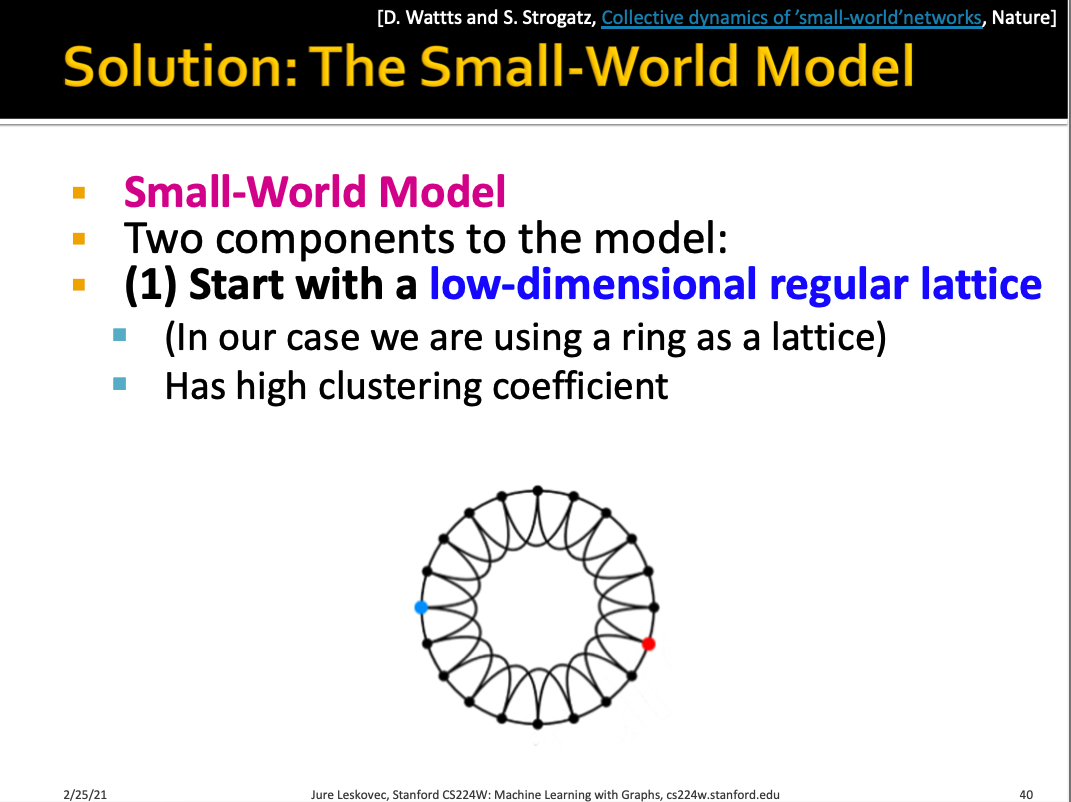 [D. Wattts and S. Strogatz, Collective dynamics of 'small-world'networks, Nature]
Solution: The Small-World Model
Small-World Model
Two components to the model:
(1) Start with a low-dimensional regular lattice
(In our case we are using a ring as a lattice)
Has high clustering coefficient
2/25/21
Jure Leskovec, Stanford CS224W: Machine Learning with Graphs, cs224w.stanford.edu
40